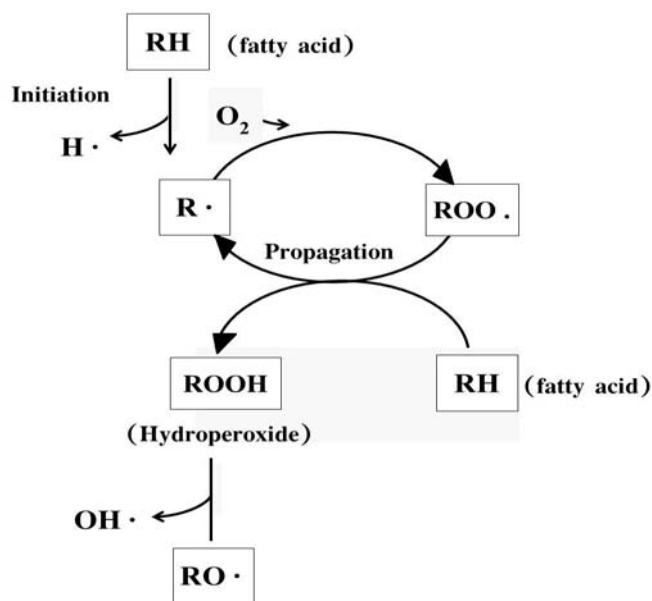 RH (fatty acid)
Initiation
O₂
H ·
R ·
ROO .
Propagation
ROOH
RH (fatty acid)
(Hydroperoxide)
OH ·
RO ·